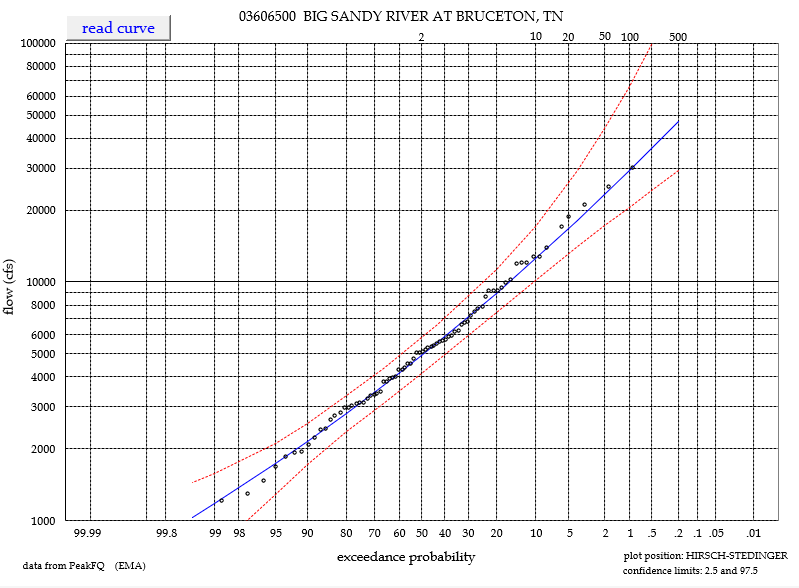 03606500 BIG SANDY RIVER AT BRUCETON, TN
read curve
2 10 20 50 100 500
100000
80000
60000
50000
40000
30000
20000
10000
8000
6000
5000
4000
3000
2000
1000
flow (cfs)
99.99 99.8 99 98 95 90 80 70 60 50 40 30 20 10 5 2 1 .5 .2 .1 .05 .01
exceedance probability
data from PeakFQ (EMA)
plot position: HIRSCH-STEDINGER
confidence limits: 2.5 and 97.5